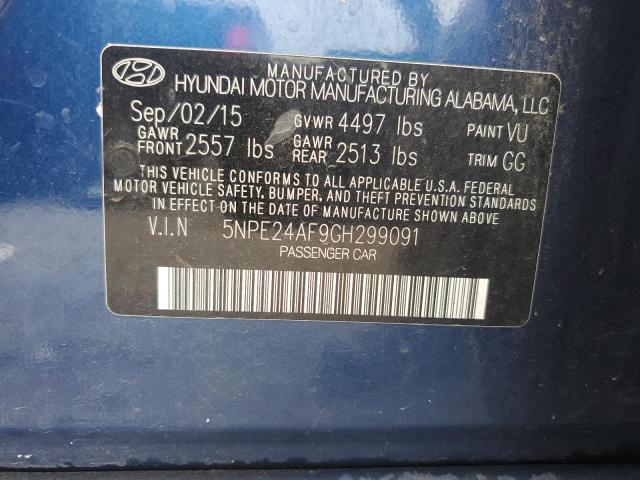 MANUFACTURED BY
HYUNDAI MOTOR MANUFACTURING ALABAMA, LLC
Sep/02/15 GVWR 4497 lbs PAINT VU
GAWR FRONT 2557 lbs GAWR REAR 2513 lbs TRIM GG
THIS VEHICLE CONFORMS TO ALL APPLICABLE U.S.A. FEDERAL
MOTOR VEHICLE SAFETY, BUMPER, AND THEFT PREVENTION STANDARDS
IN EFFECT ON THE DATE OF MANUFACTURE SHOWN ABOVE.
V.I.N 5NPE24AF9GH299091
PASSENGER CAR